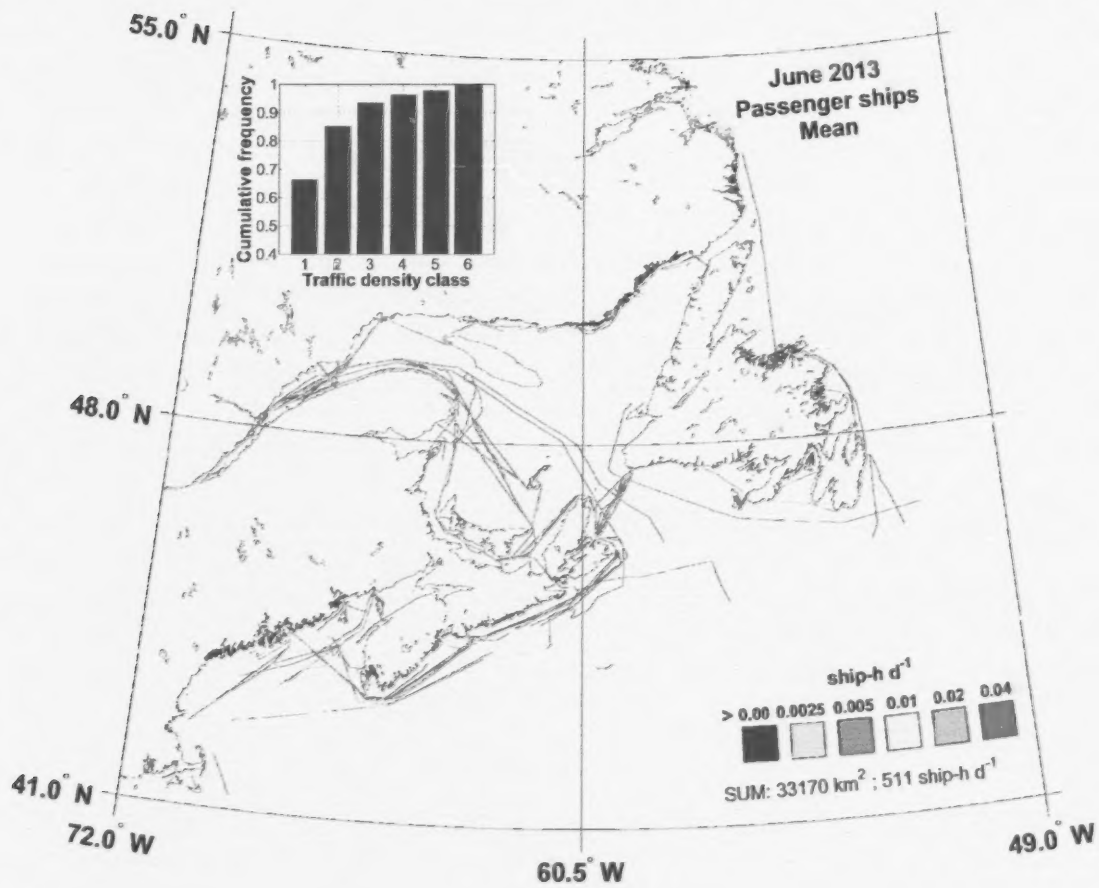 55.0° N
June 2013
Passenger ships
Mean
Cumulative frequency
1
0.9
0.8
0.7
0.6
0.5
0.4
1 2 3 4 5 6
Traffic density class
48.0° N
ship-h d⁻¹
> 0.00 0.0025 0.005 0.01 0.02 0.04
SUM: 33170 km² ; 511 ship-h d⁻¹
41.0° N
72.0° W
60.5° W
49.0° W